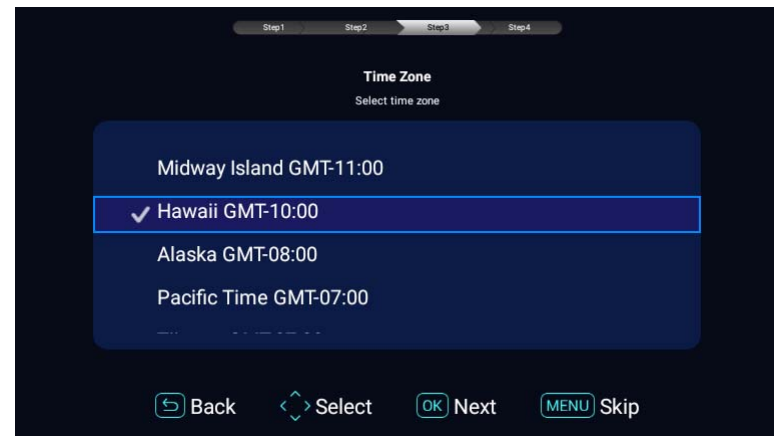 Step1 Step2 Step3 Step4
Time Zone
Select time zone
Midway Island GMT-11:00
Hawaii GMT-10:00
Alaska GMT-08:00
Pacific Time GMT-07:00
Back Select OK Next MENU Skip